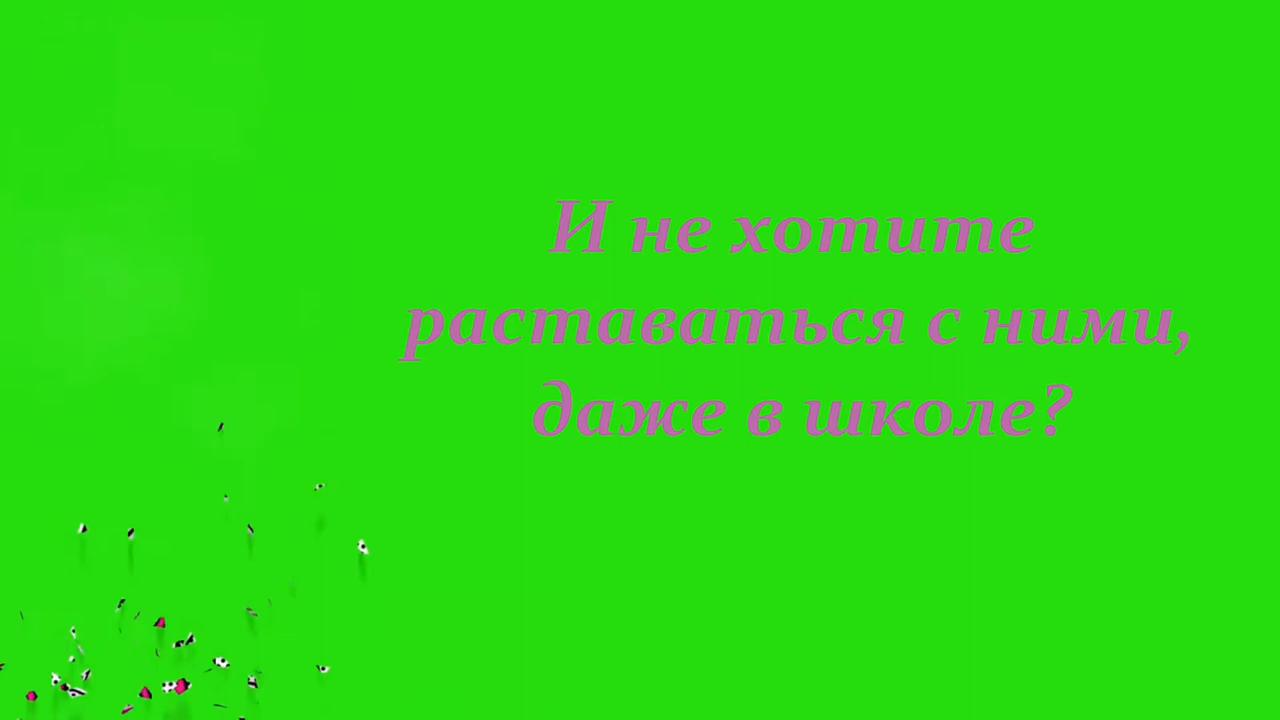 И не хотите
раставаться с ними,
даже в школе?